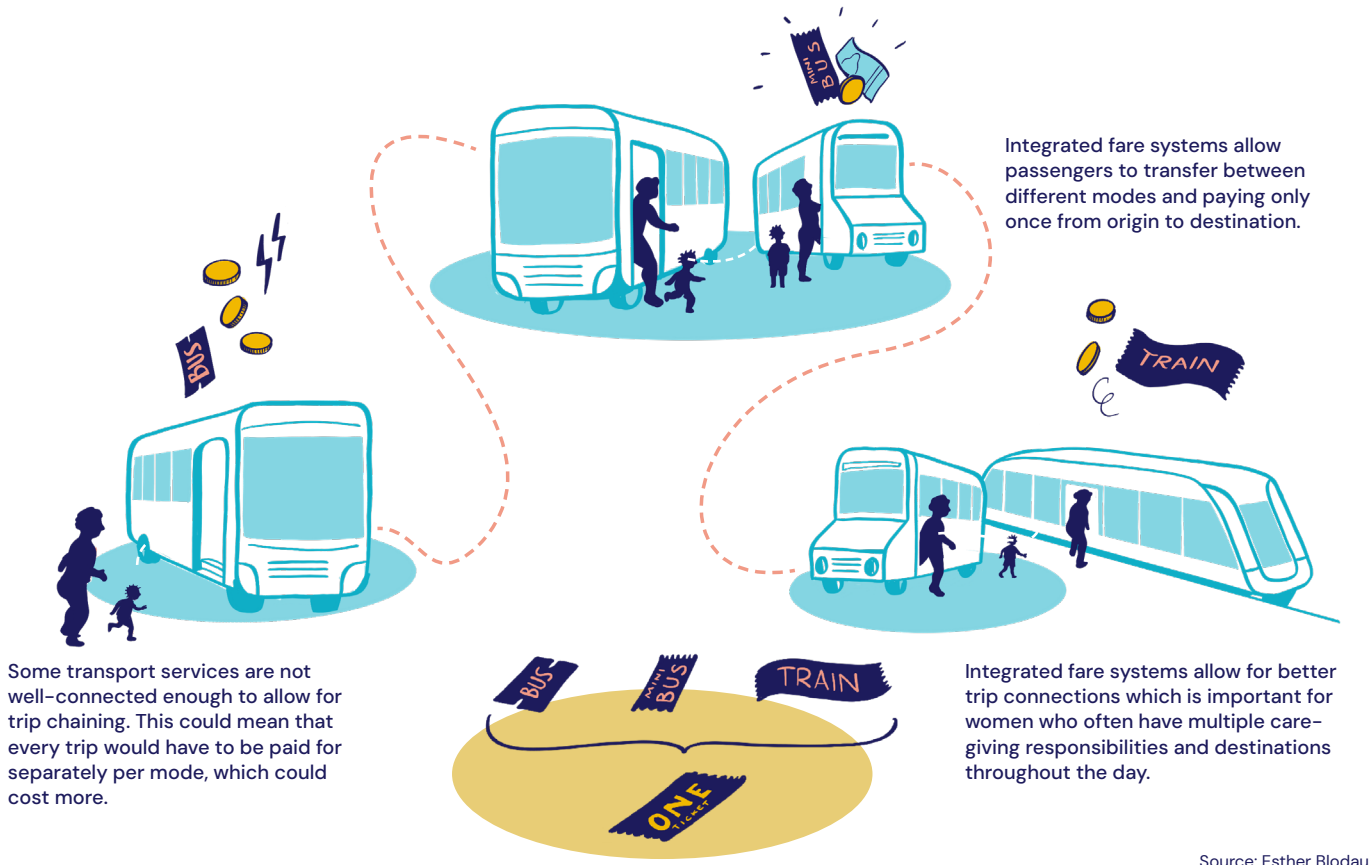 MINI
BUS
Integrated fare systems allow
passengers to transfer between
different modes and paying only
once from origin to destination.
BUS
TRAIN
Some transport services are not
well-connected enough to allow for
trip chaining. This could mean that
every trip would have to be paid for
separately per mode, which could
cost more.
BUS
MINI
BUS
TRAIN
ONE
TICKET
Integrated fare systems allow for better
trip connections which is important for
women who often have multiple care-
giving responsibilities and destinations
throughout the day.
Source: Esther Blodau